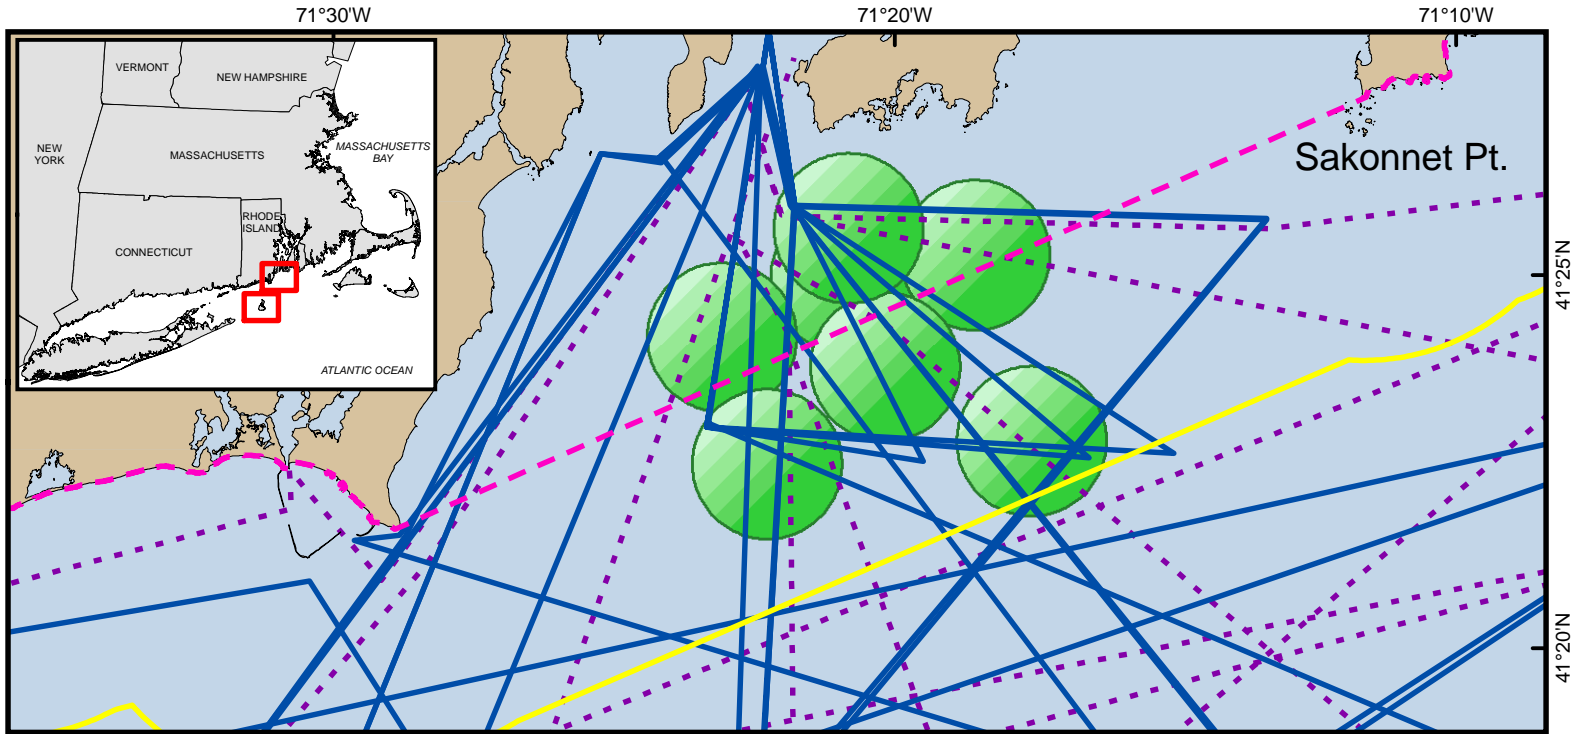 71°30'W
71°20'W
71°10'W
VERMONT
NEW HAMPSHIRE
NEW
YORK
MASSACHUSETTS
MASSACHUSETTS
BAY
RHODE
ISLAND
CONNECTICUT
ATLANTIC OCEAN
Sakonnet Pt.
41°25'N
41°20'N